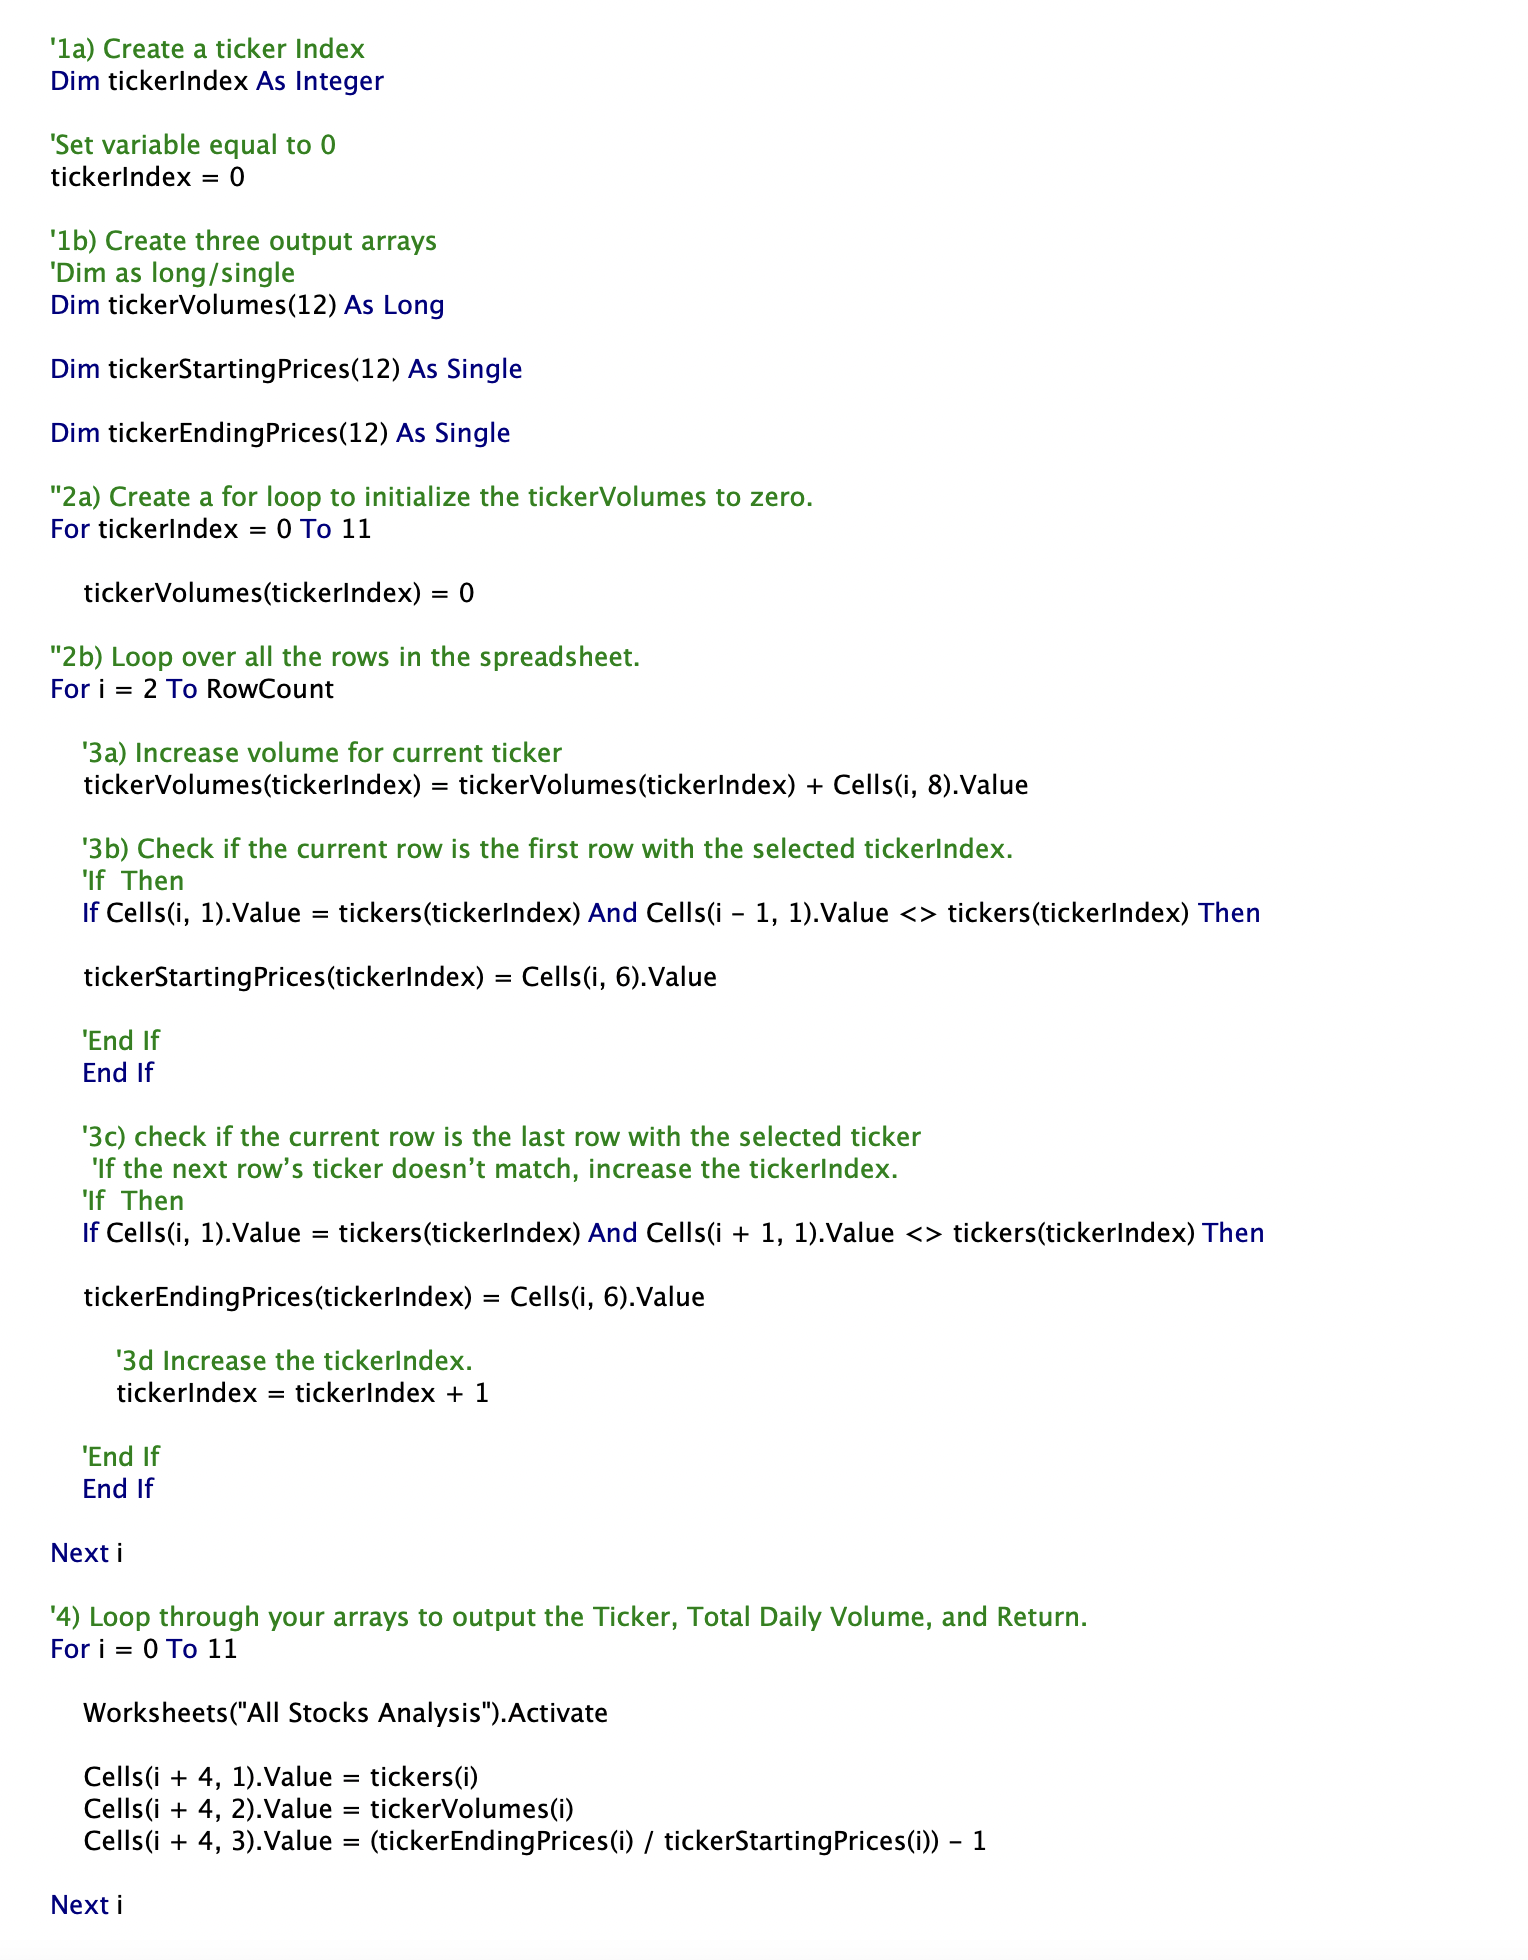 '1a) Create a ticker Index
Dim tickerIndex As Integer
'Set variable equal to 0
tickerIndex = 0
'1b) Create three output arrays
'Dim as long/single
Dim tickerVolumes(12) As Long
Dim tickerStartingPrices(12) As Single
Dim tickerEndingPrices(12) As Single
''2a) Create a for loop to initialize the tickerVolumes to zero.
For tickerIndex = 0 To 11
tickerVolumes(tickerIndex) = 0
''2b) Loop over all the rows in the spreadsheet.
For i = 2 To RowCount
'3a) Increase volume for current ticker
tickerVolumes(tickerIndex) = tickerVolumes(tickerIndex) + Cells(i, 8).Value
'3b) Check if the current row is the first row with the selected tickerIndex.
'If  Then
If Cells(i, 1).Value = tickers(tickerIndex) And Cells(i - 1, 1).Value <> tickers(tickerIndex) Then
tickerStartingPrices(tickerIndex) = Cells(i, 6).Value
'End If
End If
'3c) check if the current row is the last row with the selected ticker
'If the next row’s ticker doesn’t match, increase the tickerIndex.
'If  Then
If Cells(i, 1).Value = tickers(tickerIndex) And Cells(i + 1, 1).Value <> tickers(tickerIndex) Then
tickerEndingPrices(tickerIndex) = Cells(i, 6).Value
'3d Increase the tickerIndex.
tickerIndex = tickerIndex + 1
'End If
End If
Next i
'4) Loop through your arrays to output the Ticker, Total Daily Volume, and Return.
For i = 0 To 11
Worksheets("All Stocks Analysis").Activate
Cells(i + 4, 1).Value = tickers(i)
Cells(i + 4, 2).Value = tickerVolumes(i)
Cells(i + 4, 3).Value = (tickerEndingPrices(i) / tickerStartingPrices(i)) - 1
Next i